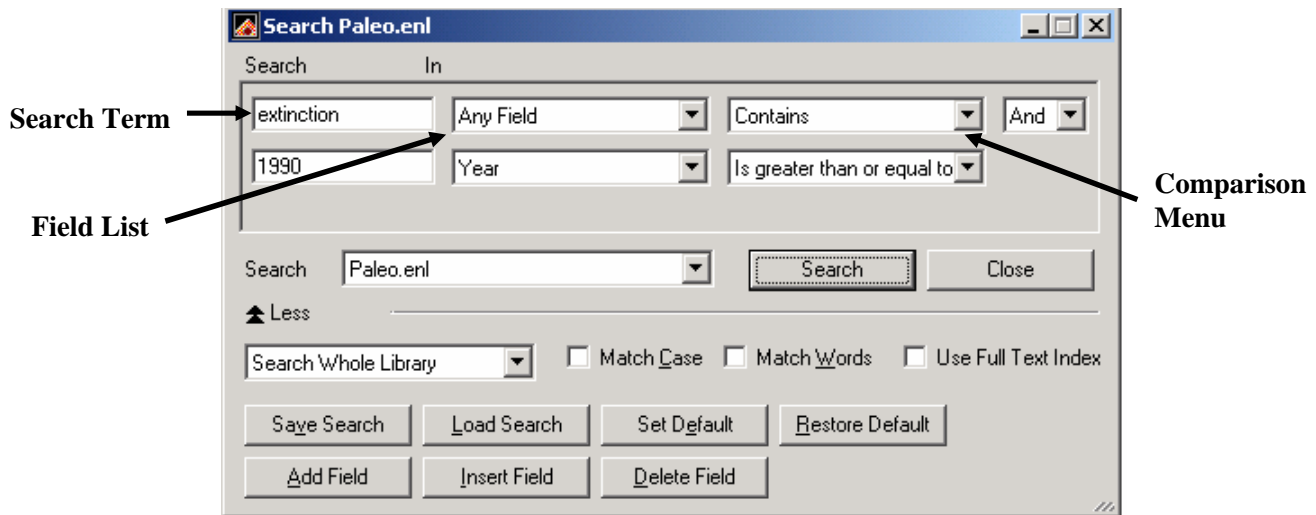 Search Paleo.enl
Search In
Search Term
extinction Any Field Contains And
1990 Year Is greater than or equal to
Comparison
Menu
Field List
Search Paleo.enl Search Close
Less
Search Whole Library Match Case Match Words Use Full Text Index
Save Search Load Search Set Default Restore Default
Add Field Insert Field Delete Field